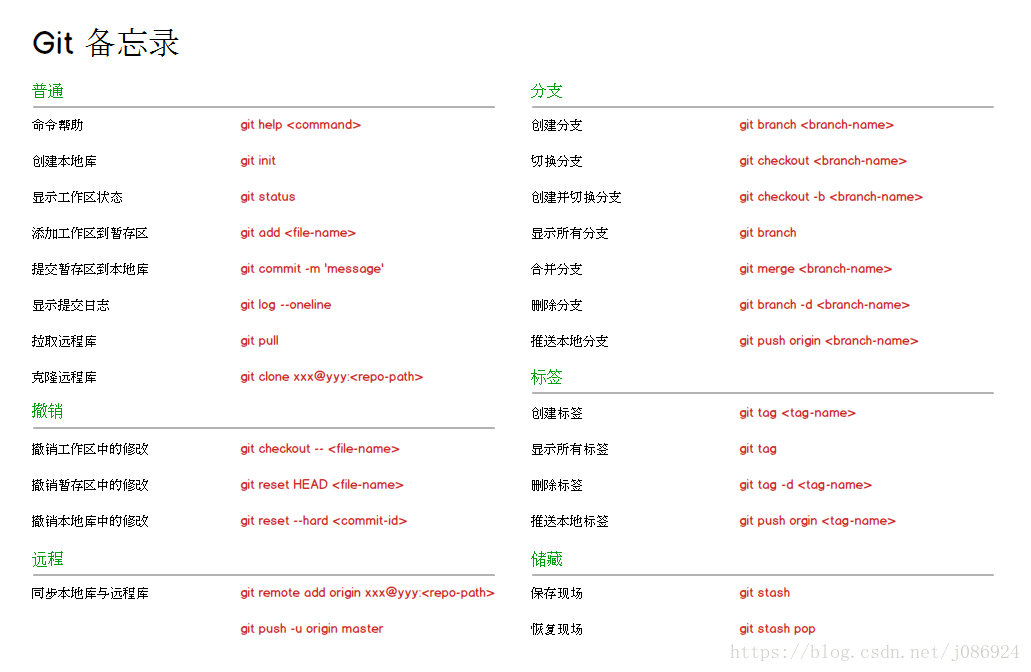 Git 备忘录
普通
命令帮助 git help <command>
创建本地库 git init
显示工作区状态 git status
添加工作区到暂存区 git add <file-name>
提交暂存区到本地库 git commit -m 'message'
显示提交日志 git log --oneline
拉取远程库 git pull
克隆远程库 git clone xxx@yyy:<repo-path>
撤销
撤销工作区中的修改 git checkout -- <file-name>
撤销暂存区中的修改 git reset HEAD <file-name>
撤销本地库中的修改 git reset --hard <commit-id>
远程
同步本地库与远程库 git remote add origin xxx@yyy:<repo-path>
git push -u origin master
分支
创建分支 git branch <branch-name>
切换分支 git checkout <branch-name>
创建并切换分支 git checkout -b <branch-name>
显示所有分支 git branch
合并分支 git merge <branch-name>
删除分支 git branch -d <branch-name>
推送本地分支 git push origin <branch-name>
标签
创建标签 git tag <tag-name>
显示所有标签 git tag
删除标签 git tag -d <tag-name>
推送本地标签 git push orgin <tag-name>
储藏
保存现场 git stash
恢复现场 git stash pop
https://blog.csdn.net/j086924